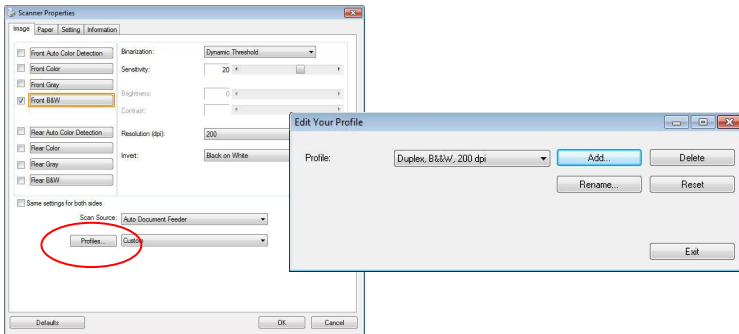 Scanner Properties
Image Paper Setting Information
Front Auto Color Detection
Front Color
Front Gray
Front B&W
Rear Auto Color Detection
Rear Color
Rear Gray
Rear B&W
Binarization: Dynamic Threshold
Sensitivity: 20
Brightness: 0
Contrast:
Resolution (dpi): 200
Invert: Black on White
Same settings for both sides
Scan Source: Auto Document Feeder
Profiles... Custom
Defaults OK Cancel
Edit Your Profile
Profile: Duplex, B&&W, 200 dpi Add... Delete
Rename... Reset
Exit